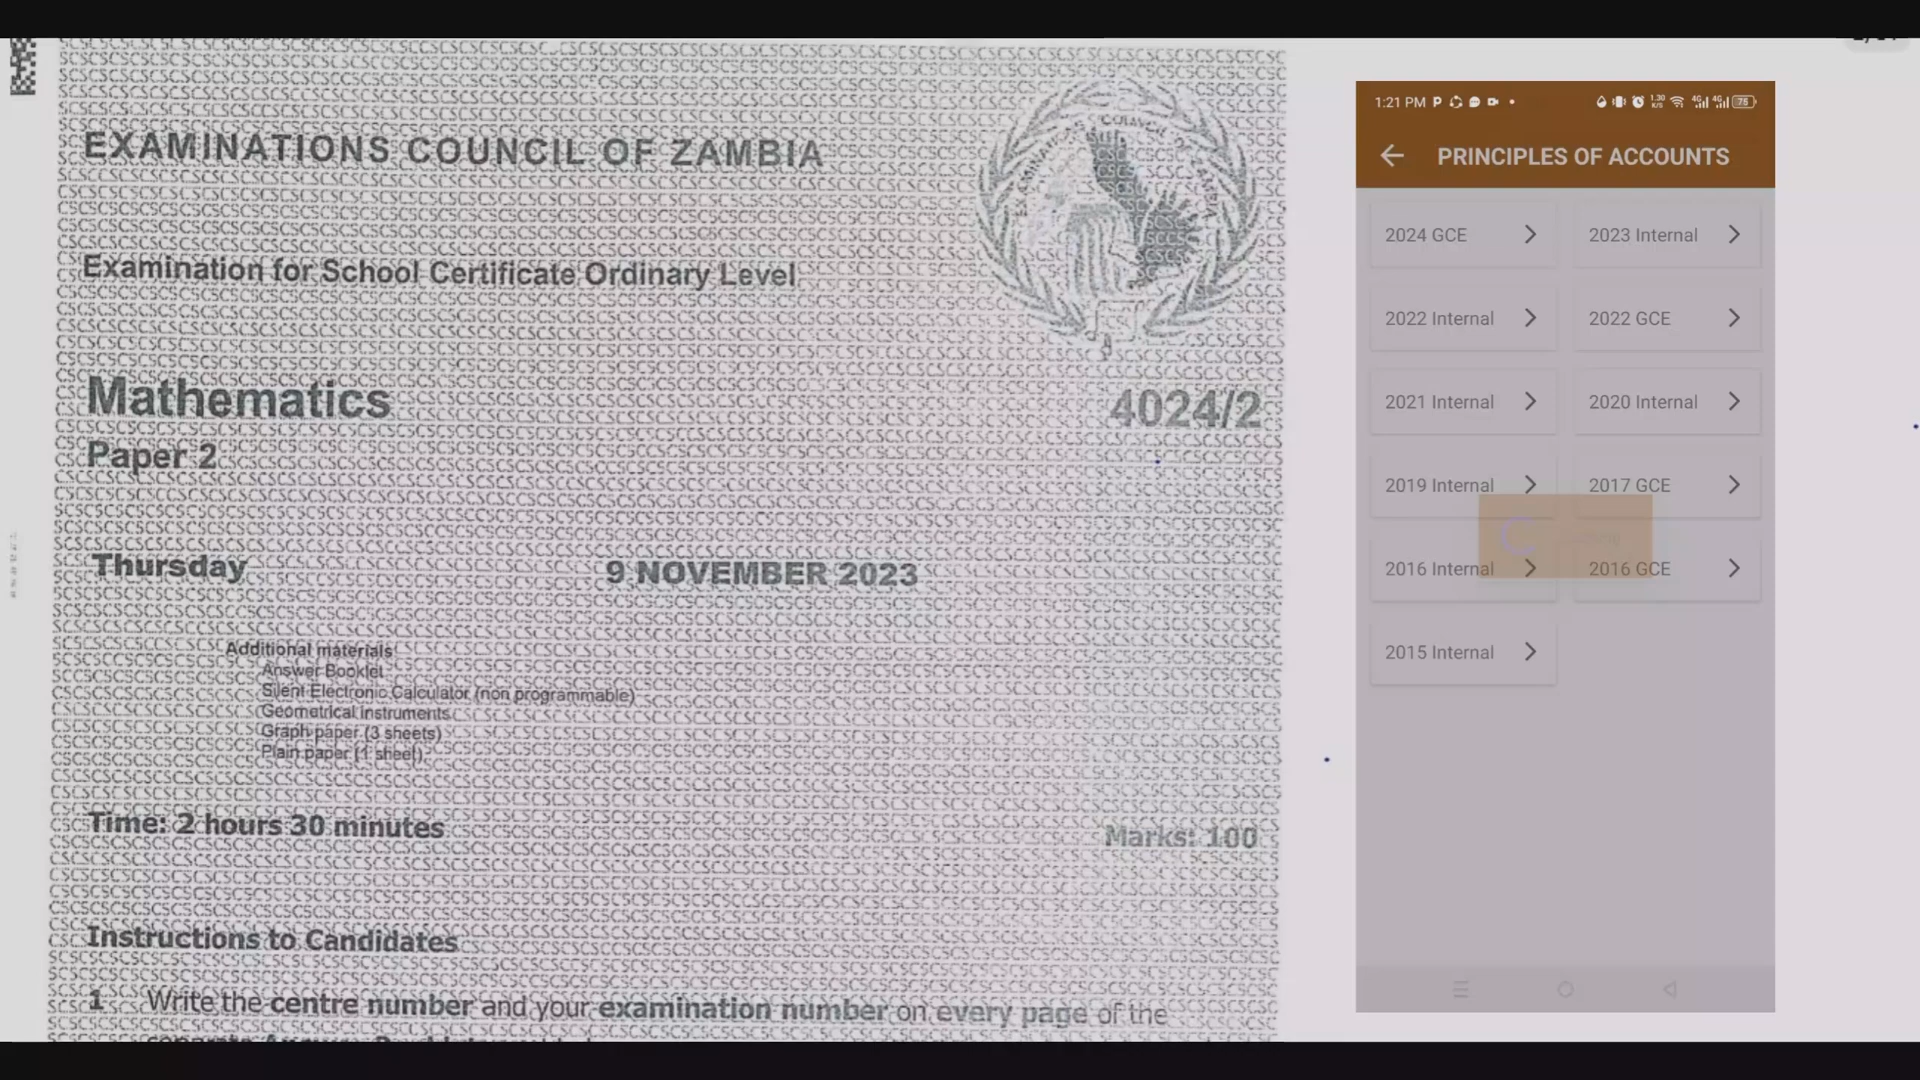 EXAMINATIONS COUNCIL OF ZAMBIA
Examination for School Certificate Ordinary Level
Mathematics 4024/2
Paper 2
Thursday 9 NOVEMBER 2023
Additional materials:
Answer Booklet
Silent Electronic Calculator (non programmable)
Geometrical instruments
Graph paper (3 sheets)
Plain paper (1 sheet)
Time: 2 hours 30 minutes Marks: 100
Instructions to Candidates
1 Write the centre number and your examination number on every page of the
1:21 PM
75
PRINCIPLES OF ACCOUNTS
2024 GCE 2023 Internal
2022 Internal 2022 GCE
2021 Internal 2020 Internal
2019 Internal 2017 GCE
2016 Internal 2016 GCE
2015 Internal